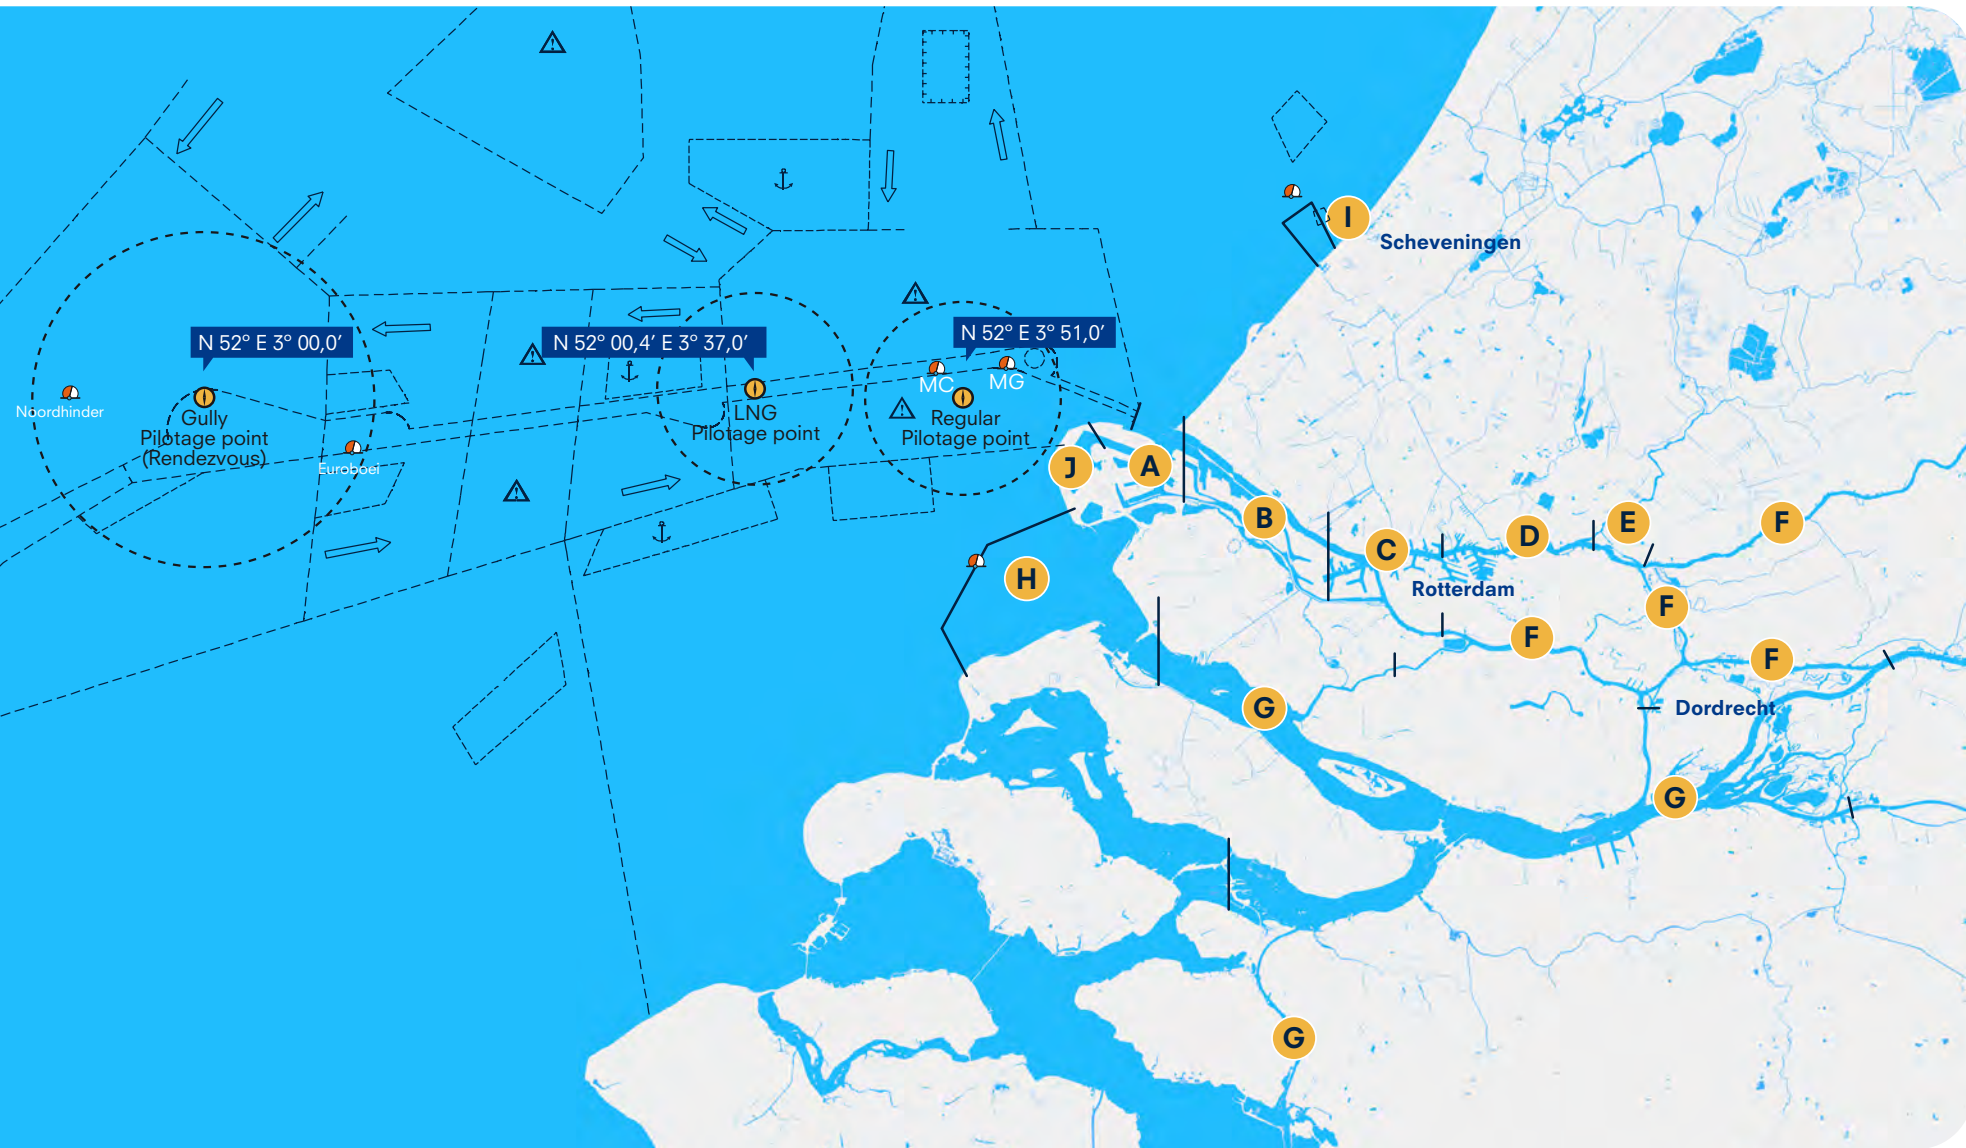 I
Scheveningen
N 52° E 3° 00,0′
N 52° 00,4′ E 3° 37,0′
N 52° E 3° 51,0′
Noordhinder
Gully
Pilotage point
(Rendezvous)
Euroboei
LNG
Pilotage point
MC
MG
Regular
Pilotage point
J
A
B
C
D
E
F
H
Rotterdam
F
F
F
G
Dordrecht
G
G